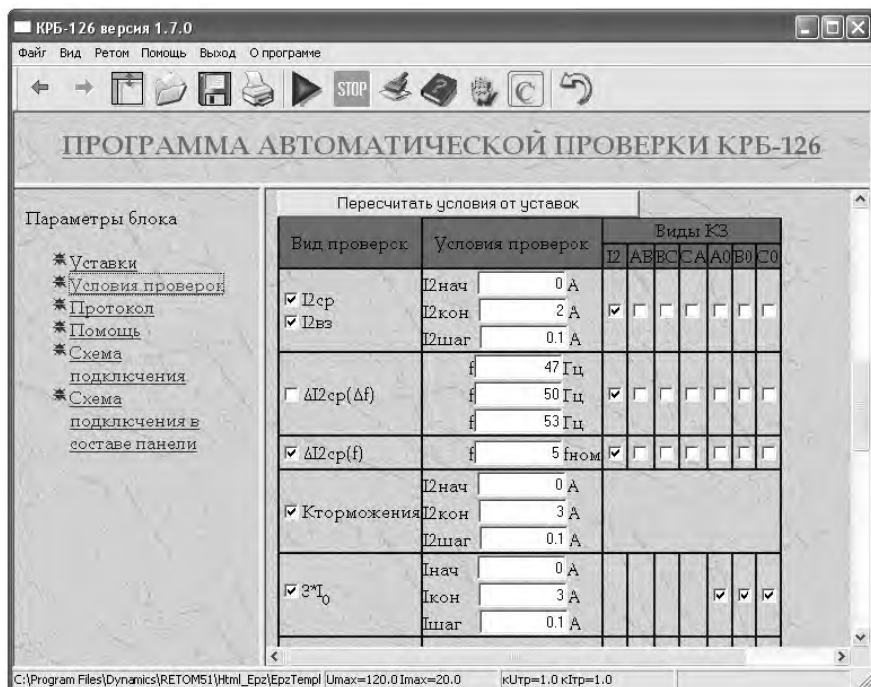 КРБ-126 версия 1.7.0
Файл Вид Ретом Помощь Выход О программе
STOP
C
ПРОГРАММА АВТОМАТИЧЕСКОЙ ПРОВЕРКИ КРБ-126
Параметры блока
Уставки
Условия проверок
Протокол
Помощь
Схема
подключения
Схема
подключения в
составе панели
Пересчитать условия от уставок
Вид проверок
Условия проверок
Виды КЗ
I2 AB BC CA A0 B0 C0
I2ср
I2вз
I2нач 0 А
I2кон 2 А
I2шаг 0.1 А
ΔI2ср(Δf)
f 47 Гц
f 50 Гц
f 53 Гц
ΔI2ср(f)
f 5 fном
Kторможения
I2нач 0 А
I2кон 3 А
I2шаг 0.1 А
3*I0
Iнач 0 А
Iкон 3 А
Iшаг 0.1 А
C:\Program Files\Dynamics\RETOM51\Html_Epz\EpzTempl Umax=120.0 Imax=20.0 кUтр=1.0 кIтр=1.0